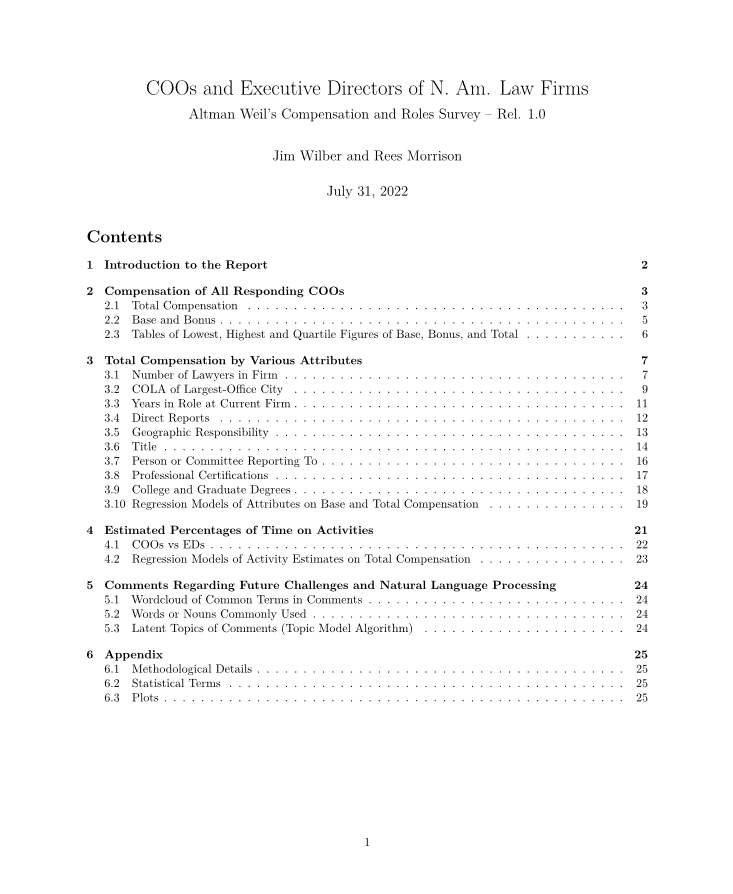 COOs and Executive Directors of N. Am. Law Firms
Altman Weil's Compensation and Roles Survey – Rel. 1.0
Jim Wilber and Rees Morrison
July 31, 2022
Contents
1 Introduction to the Report 2
2 Compensation of All Responding COOs 3
2.1 Total Compensation . . . . . . . . . . . . . . . . . . . . . . . . . . . . . . . . . . . . . . . . . 3
2.2 Base and Bonus . . . . . . . . . . . . . . . . . . . . . . . . . . . . . . . . . . . . . . . . . . . . 5
2.3 Tables of Lowest, Highest and Quartile Figures of Base, Bonus, and Total . . . . . . . . . . . 6
3 Total Compensation by Various Attributes 7
3.1 Number of Lawyers in Firm . . . . . . . . . . . . . . . . . . . . . . . . . . . . . . . . . . . . . 7
3.2 COLA of Largest-Office City . . . . . . . . . . . . . . . . . . . . . . . . . . . . . . . . . . . . 9
3.3 Years in Role at Current Firm . . . . . . . . . . . . . . . . . . . . . . . . . . . . . . . . . . . . 11
3.4 Direct Reports . . . . . . . . . . . . . . . . . . . . . . . . . . . . . . . . . . . . . . . . . . . . 12
3.5 Geographic Responsibility . . . . . . . . . . . . . . . . . . . . . . . . . . . . . . . . . . . . . . 13
3.6 Title . . . . . . . . . . . . . . . . . . . . . . . . . . . . . . . . . . . . . . . . . . . . . . . . . . 14
3.7 Person or Committee Reporting To . . . . . . . . . . . . . . . . . . . . . . . . . . . . . . . . . 16
3.8 Professional Certifications . . . . . . . . . . . . . . . . . . . . . . . . . . . . . . . . . . . . . . 17
3.9 College and Graduate Degrees . . . . . . . . . . . . . . . . . . . . . . . . . . . . . . . . . . . . 18
3.10 Regression Models of Attributes on Base and Total Compensation . . . . . . . . . . . . . . . 19
4 Estimated Percentages of Time on Activities 21
4.1 COOs vs EDs . . . . . . . . . . . . . . . . . . . . . . . . . . . . . . . . . . . . . . . . . . . . . 22
4.2 Regression Models of Activity Estimates on Total Compensation . . . . . . . . . . . . . . . . 23
5 Comments Regarding Future Challenges and Natural Language Processing 24
5.1 Wordcloud of Common Terms in Comments . . . . . . . . . . . . . . . . . . . . . . . . . . . . 24
5.2 Words or Nouns Commonly Used . . . . . . . . . . . . . . . . . . . . . . . . . . . . . . . . . . 24
5.3 Latent Topics of Comments (Topic Model Algorithm) . . . . . . . . . . . . . . . . . . . . . . 24
6 Appendix 25
6.1 Methodological Details . . . . . . . . . . . . . . . . . . . . . . . . . . . . . . . . . . . . . . . . 25
6.2 Statistical Terms . . . . . . . . . . . . . . . . . . . . . . . . . . . . . . . . . . . . . . . . . . . 25
6.3 Plots . . . . . . . . . . . . . . . . . . . . . . . . . . . . . . . . . . . . . . . . . . . . . . . . . . 25
1